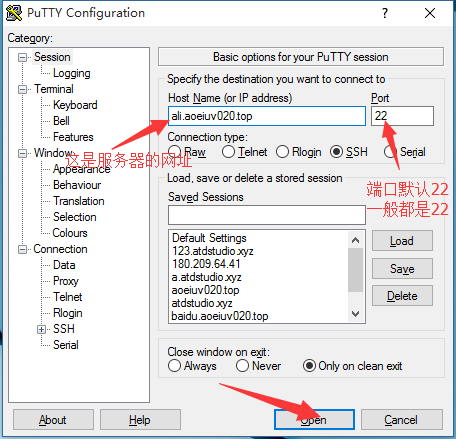 PuTTY Configuration
Category:
Session
Logging
Terminal
Keyboard
Bell
Features
Window
Appearance
Behaviour
Translation
Selection
Colours
Connection
Data
Proxy
Telnet
Rlogin
SSH
Serial
Basic options for your PuTTY session
Specify the destination you want to connect to
Host Name (or IP address)
Port
ali.aoeiuv020.top
22
Connection type:
Raw
Telnet
Rlogin
SSH
Serial
这是服务器的网址
端口默认22
一般都是22
Load, save or delete a stored session
Saved Sessions
Default Settings
123.atdstudio.xyz
180.209.64.41
a.atdstudio.xyz
aoeiuv020.top
atdstudio.xyz
baidu.aoeiuv020.top
Load
Save
Delete
Close window on exit:
Always
Never
Only on clean exit
About
Help
Open
Cancel